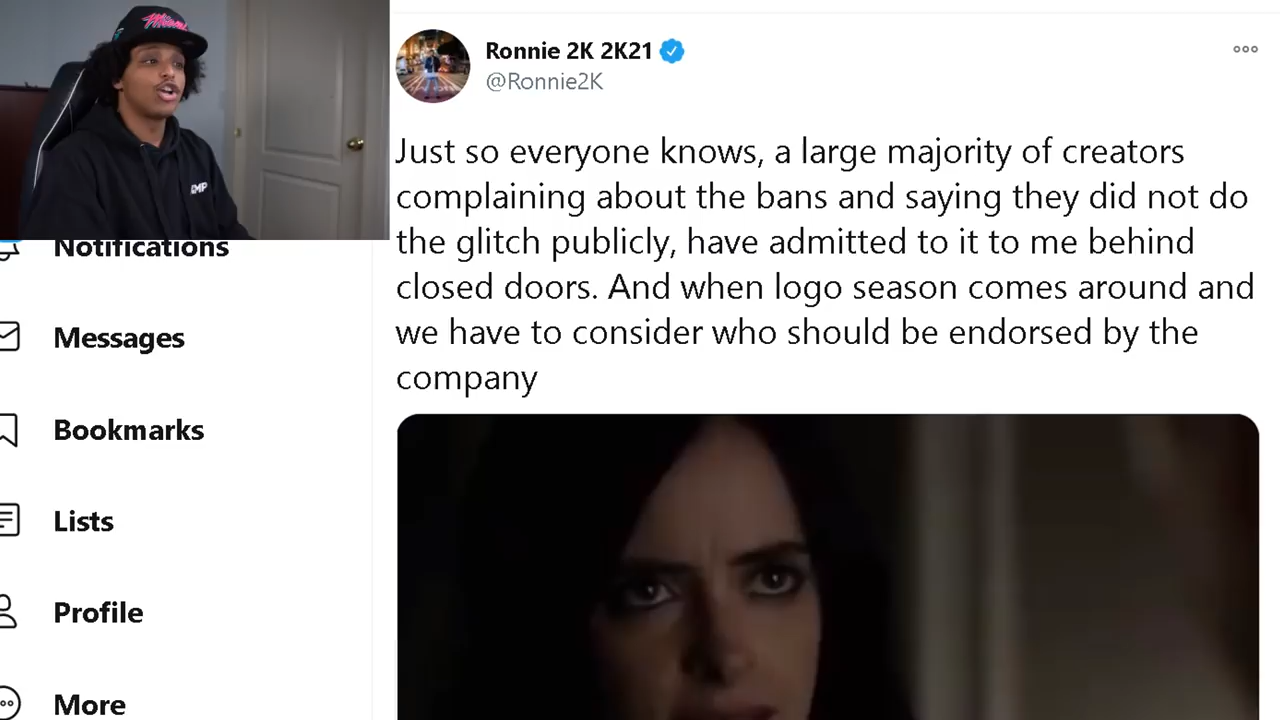 Miami
AMP
Ronnie 2K 2K21
@Ronnie2K
Just so everyone knows, a large majority of creators
complaining about the bans and saying they did not do
the glitch publicly, have admitted to it to me behind
closed doors. And when logo season comes around and
we have to consider who should be endorsed by the
company
Notifications
Messages
Bookmarks
Lists
Profile
More